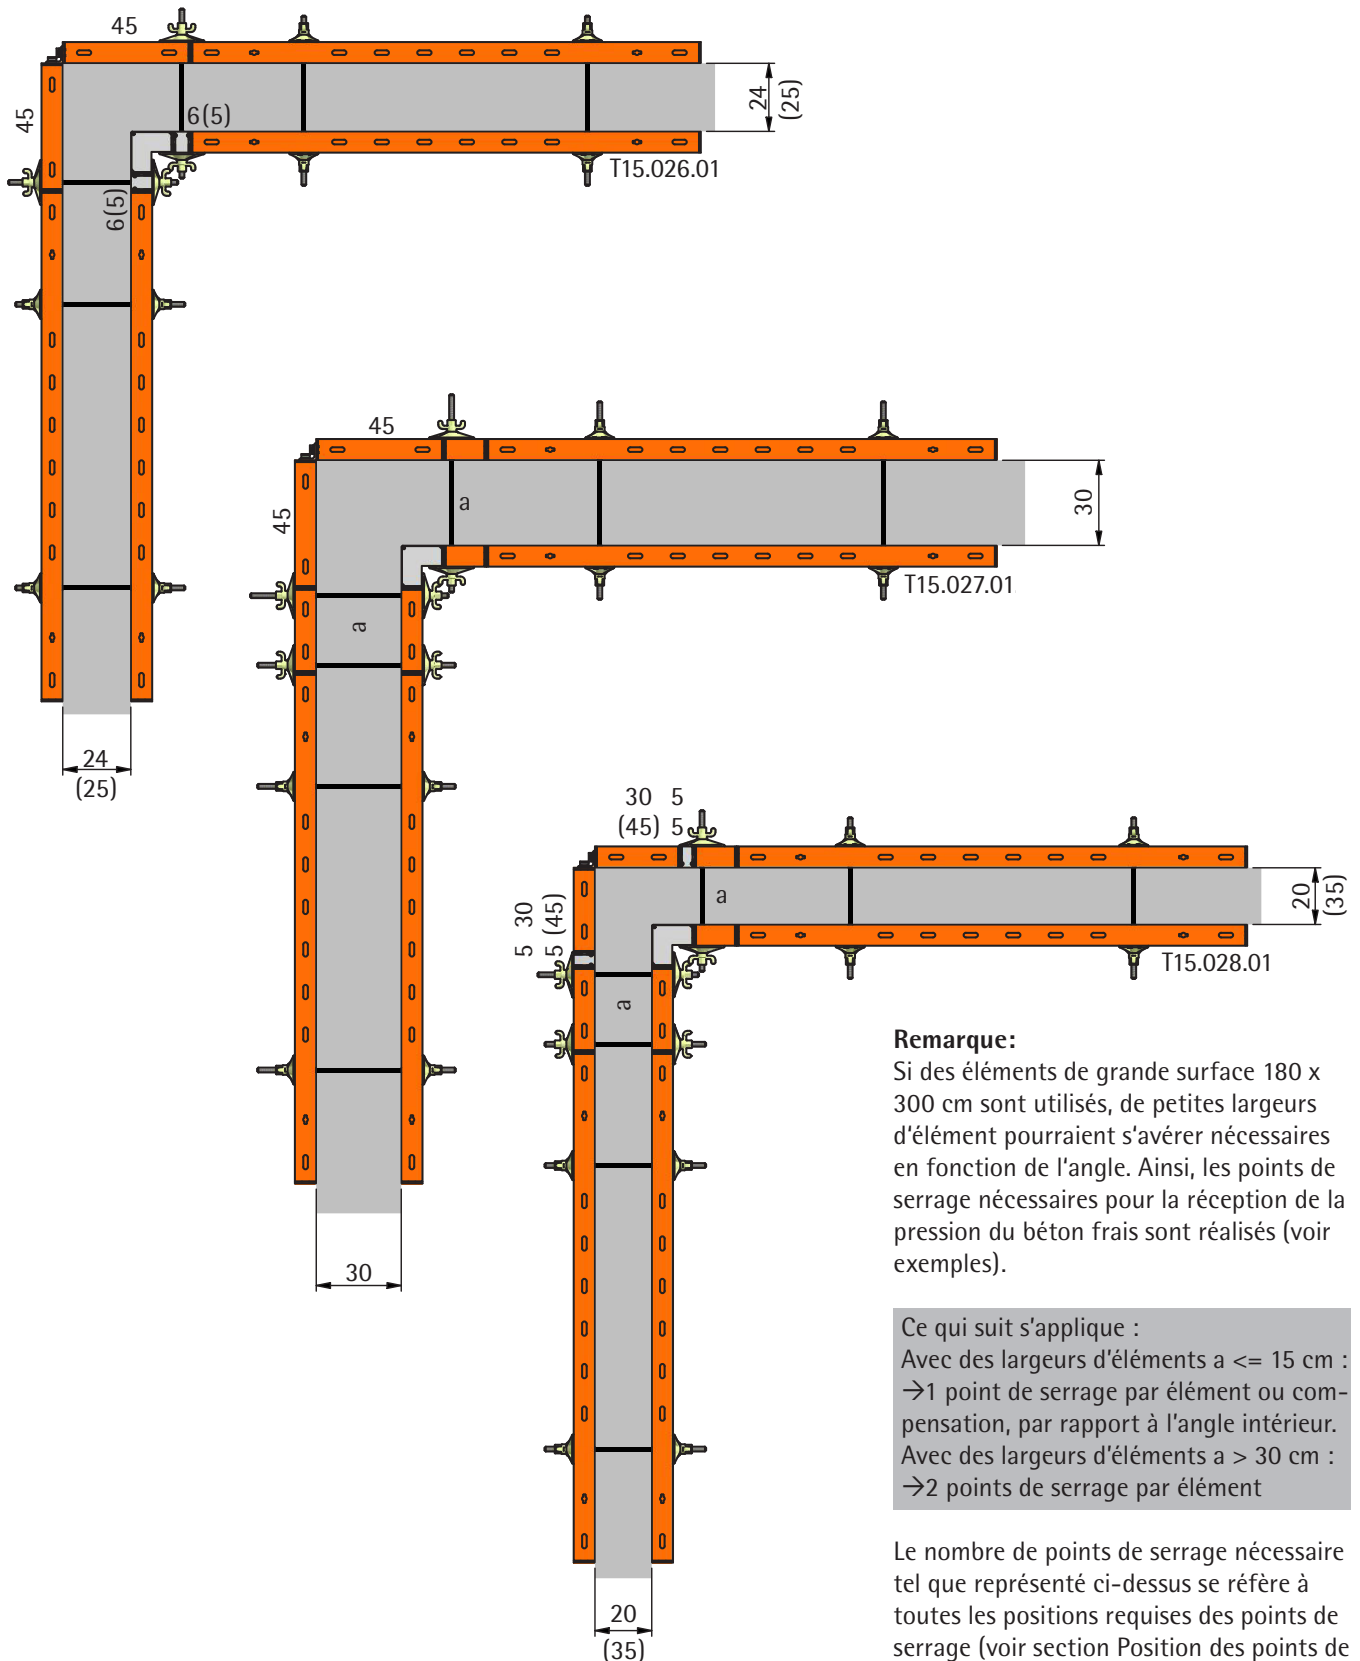 45
45
6(5)
6(5)
24
(25)
T15.026.01
24
(25)
45
45
a
a
30
T15.027.01
30
30 5
(45) 5
5 30
5 (45)
a
a
20
(35)
T15.028.01
20
(35)
Remarque:
Si des éléments de grande surface 180 x
300 cm sont utilisés, de petites largeurs
d'élément pourraient s'avérer nécessaires
en fonction de l'angle. Ainsi, les points de
serrage nécessaires pour la réception de la
pression du béton frais sont réalisés (voir
exemples).
Ce qui suit s'applique :
Avec des largeurs d'éléments a <= 15 cm :
→1 point de serrage par élément ou com-
pensation, par rapport à l'angle intérieur.
Avec des largeurs d'éléments a > 30 cm :
→2 points de serrage par élément
Le nombre de points de serrage nécessaire
tel que représenté ci-dessus se réfère à
toutes les positions requises des points de
serrage (voir section Position des points de